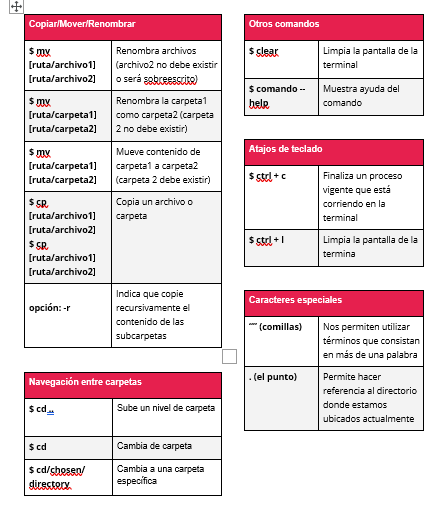 Copiar/Mover/Renombrar
$ mv
[ruta/archivo1]
[ruta/archivo2]
Renombra archivos
(archivo2 no debe existir
o será sobreescrito)
$ mv
[ruta/carpeta1]
[ruta/carpeta2]
Renombra la carpeta1
como carpeta2 (carpeta
2 no debe existir)
$ mv
[ruta/carpeta1]
[ruta/carpeta2]
Mueve contenido de
carpeta1 a carpeta2
(carpeta 2 debe existir)
$ cp
[ruta/archivo1]
[ruta/archivo2]
$ cp
[ruta/archivo1]
[ruta/archivo2]
Copia un archivo o
carpeta
opción: -r
Indica que copie
recursivamente el
contenido de las
subcarpetas
Navegación entre carpetas
$ cd..
Sube un nivel de carpeta
$ cd
Cambia de carpeta
$ cd/chosen/
directory
Cambia a una carpeta
específica
Otros comandos
$ clear
Limpia la pantalla de la
terminal
$ comando --
help
Muestra ayuda del
comando
Atajos de teclado
$ ctrl + c
Finaliza un proceso
vigente que está
corriendo en la
terminal
$ ctrl + l
Limpia la pantalla de la
termina
Caracteres especiales
"" (comillas)
Nos permiten utilizar
términos que consistan
en más de una palabra
. (el punto)
Permite hacer
referencia al directorio
donde estamos
ubicados actualmente